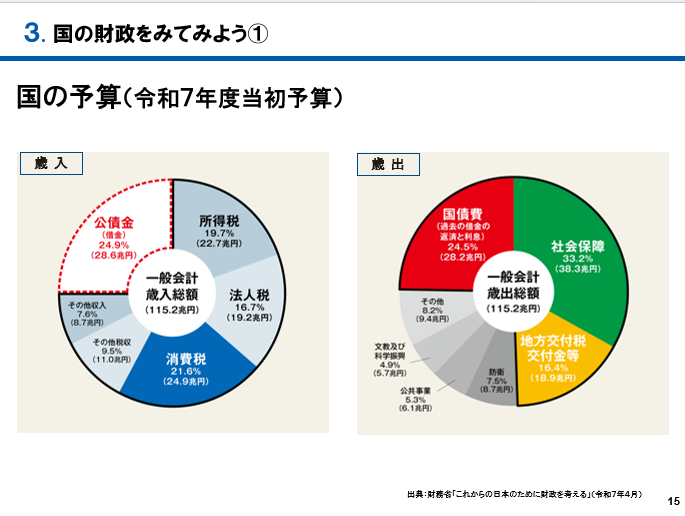 3. 国の財政をみてみよう①
国の予算(令和7年度当初予算)
歳 入
公債金
(借金)
24.9%
(28.6兆円)
所得税
19.7%
(22.7兆円)
法人税
16.7%
(19.2兆円)
消費税
21.6%
(24.9兆円)
その他税収
9.5%
(11.0兆円)
その他収入
7.6%
(8.7兆円)
一般会計
歳入総額
(115.2兆円)
歳 出
国債費
(過去の借金の
返済と利息)
24.5%
(28.2兆円)
社会保障
33.2%
(38.3兆円)
地方交付税
交付金等
16.4%
(18.9兆円)
防衛
7.5%
(8.7兆円)
公共事業
5.3%
(6.1兆円)
文教及び
科学振興
4.9%
(5.7兆円)
その他
8.2%
(9.4兆円)
一般会計
歳出総額
(115.2兆円)
出典:財務省「これからの日本のために財政を考える」(令和7年4月)
15